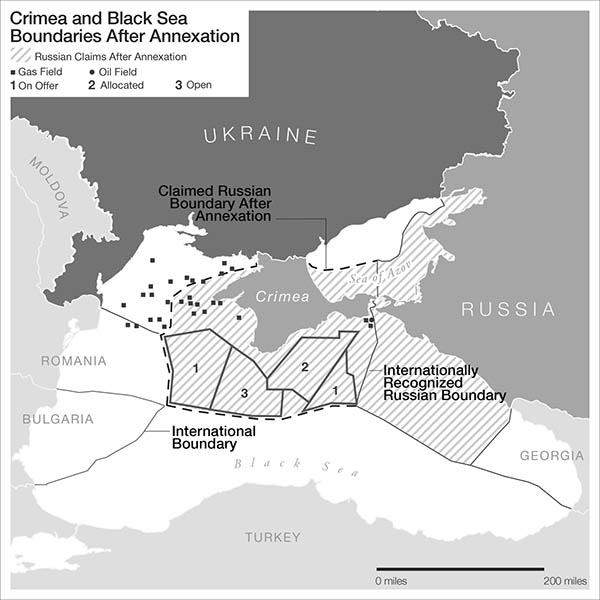 Crimea and Black Sea
Boundaries After Annexation
Russian Claims After Annexation
Gas Field
Oil Field
1 On Offer
2 Allocated
3 Open
UKRAINE
MOLDOVA
Claimed Russian
Boundary After
Annexation
Sea of Azov
Crimea
RUSSIA
ROMANIA
1
2
3
1
Internationally
Recognized
Russian Boundary
BULGARIA
International
Boundary
GEORGIA
Black Sea
TURKEY
0 miles
200 miles